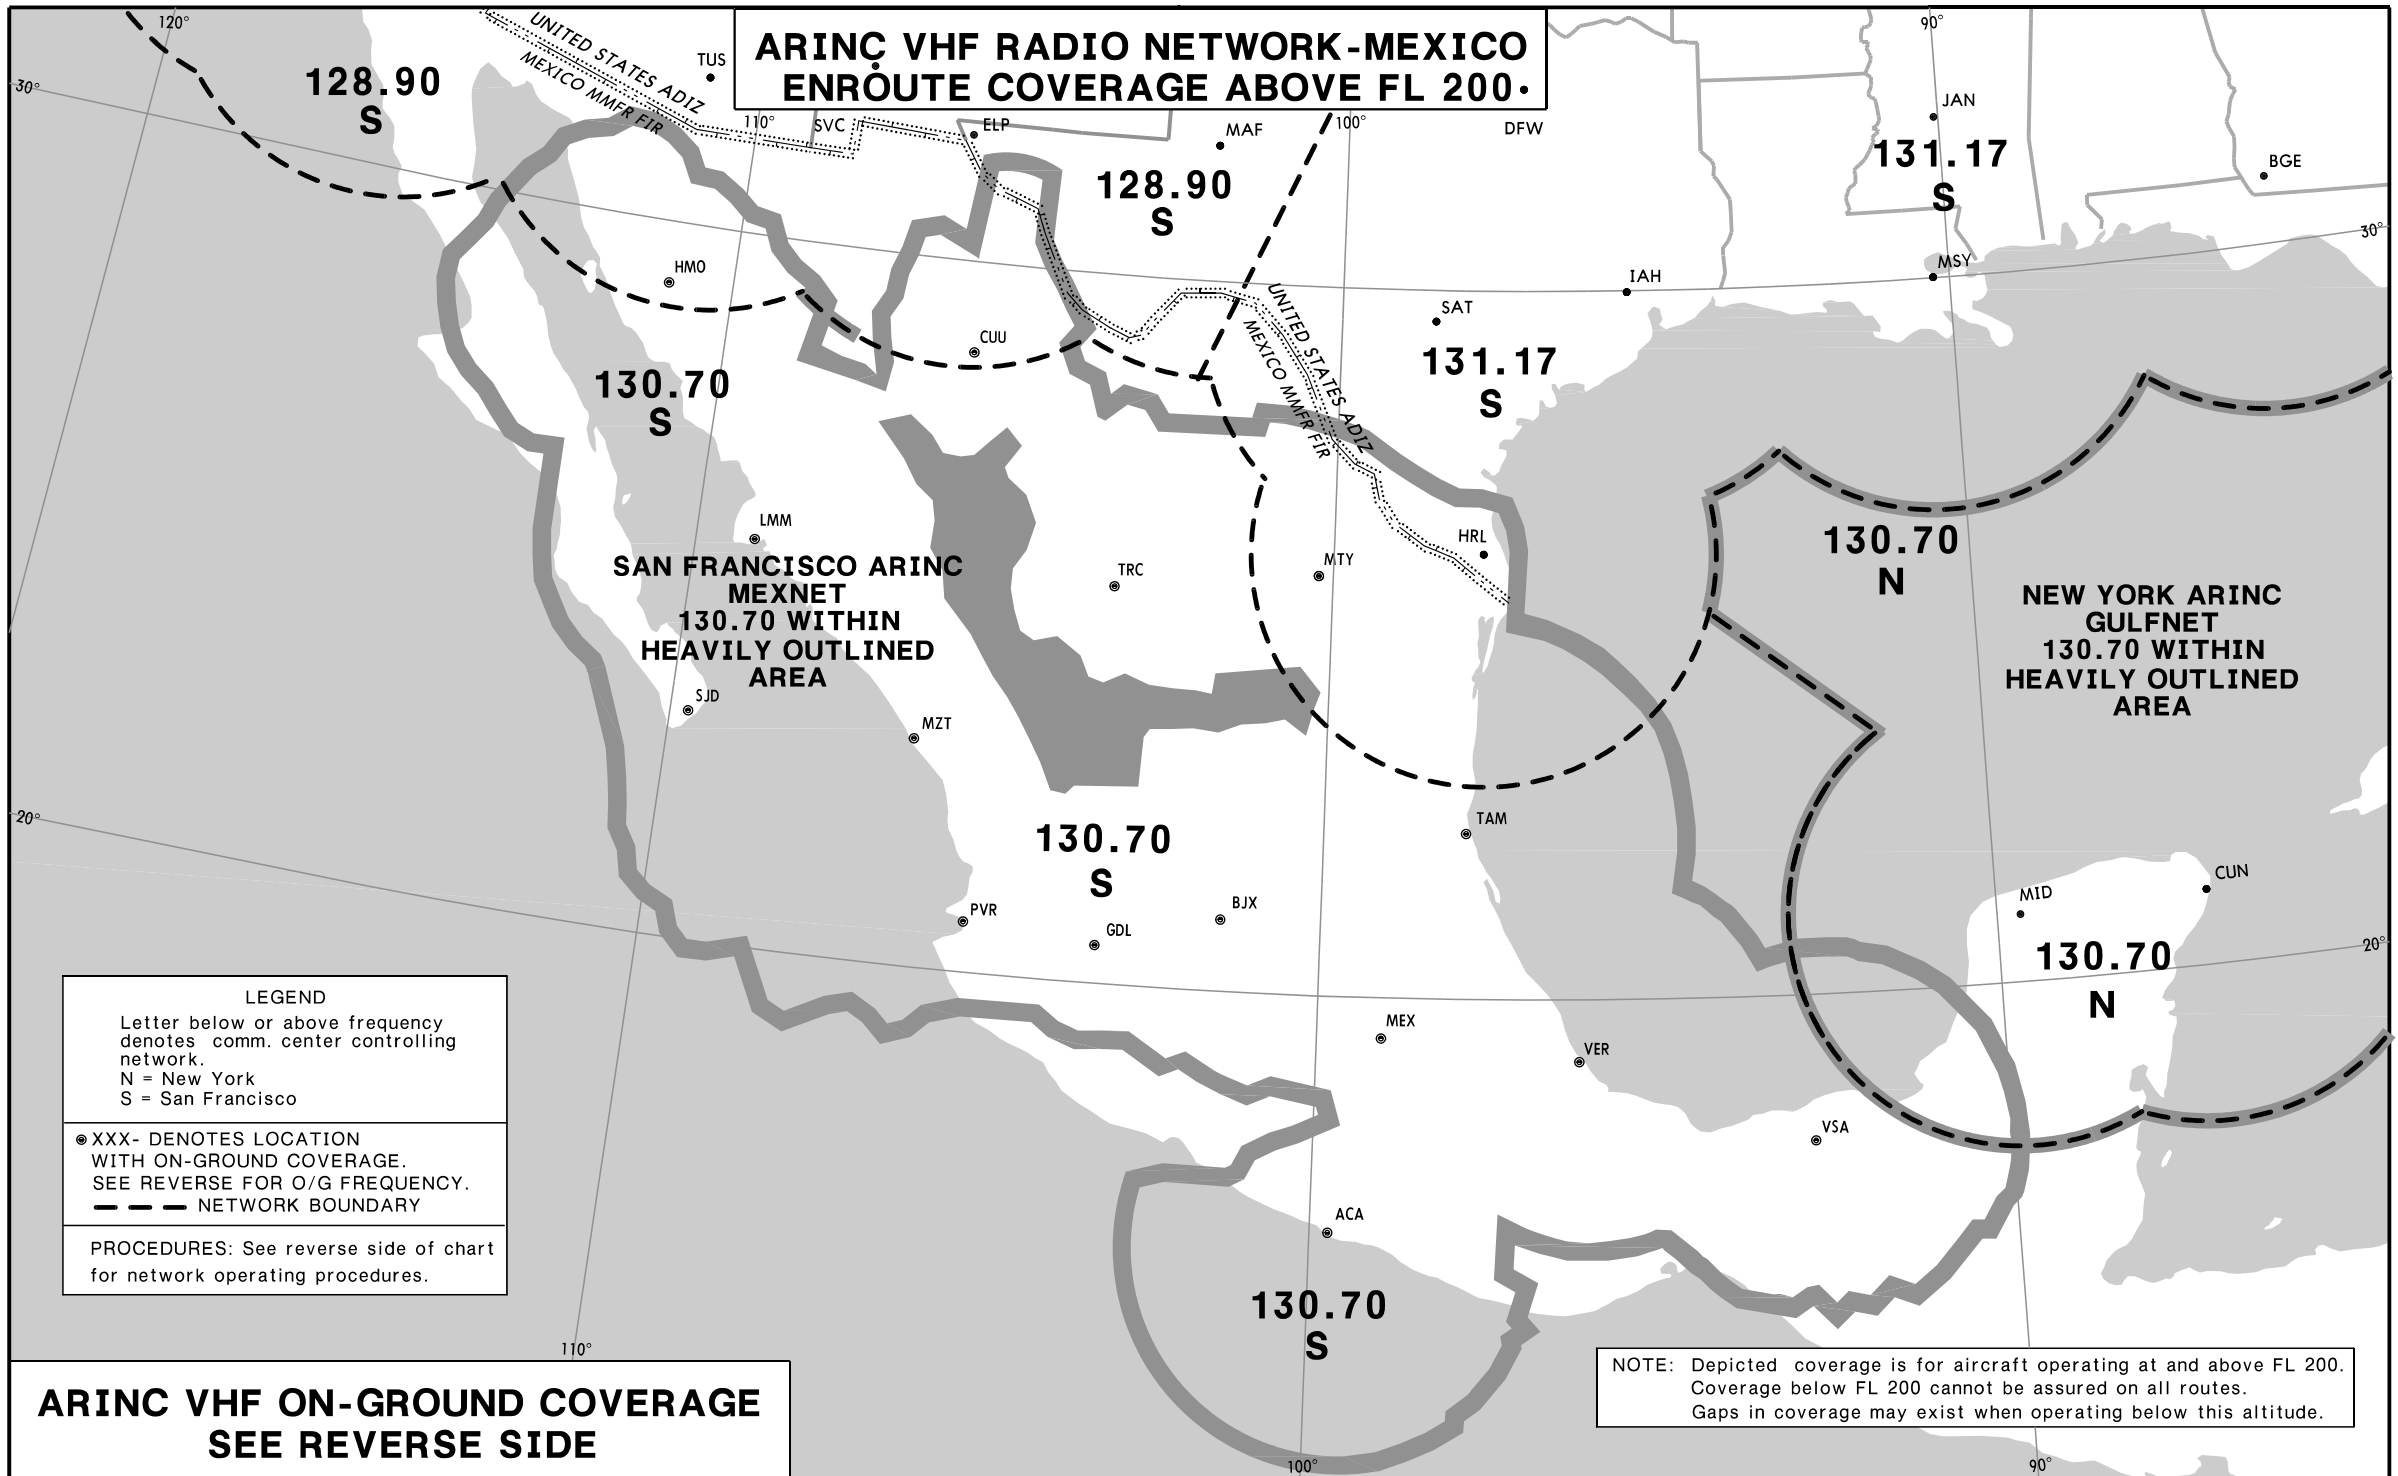 120°
UNITED STATES ADIZ
MEXICO MMFR FIR
TUS
ARINC VHF RADIO NETWORK-MEXICO
ENROUTE COVERAGE ABOVE FL 200
90°
30°
128.90
S
110°
SVC
ELP
MAF
100°
DFW
JAN
131.17
S
BGE
128.90
S
30°
HMO
CUU
UNITED STATES ADIZ
MEXICO MMFR FIR
SAT
IAH
MSY
130.70
S
131.17
S
LMM
SAN FRANCISCO ARINC
MEXNET
130.70 WITHIN
HEAVILY OUTLINED
AREA
TRC
MTY
HRL
130.70
N
NEW YORK ARINC
GULFNET
130.70 WITHIN
HEAVILY OUTLINED
AREA
SJD
MZT
20°
130.70
S
TAM
PVR
GDL
BJX
MID
CUN
130.70
N
20°
LEGEND
Letter below or above frequency
denotes comm. center controlling
network.
N = New York
S = San Francisco
XXX- DENOTES LOCATION
WITH ON-GROUND COVERAGE.
SEE REVERSE FOR O/G FREQUENCY.
NETWORK BOUNDARY
PROCEDURES: See reverse side of chart
for network operating procedures.
MEX
VER
VSA
ACA
130.70
S
110°
100°
90°
NOTE: Depicted coverage is for aircraft operating at and above FL 200.
Coverage below FL 200 cannot be assured on all routes.
Gaps in coverage may exist when operating below this altitude.
ARINC VHF ON-GROUND COVERAGE
SEE REVERSE SIDE